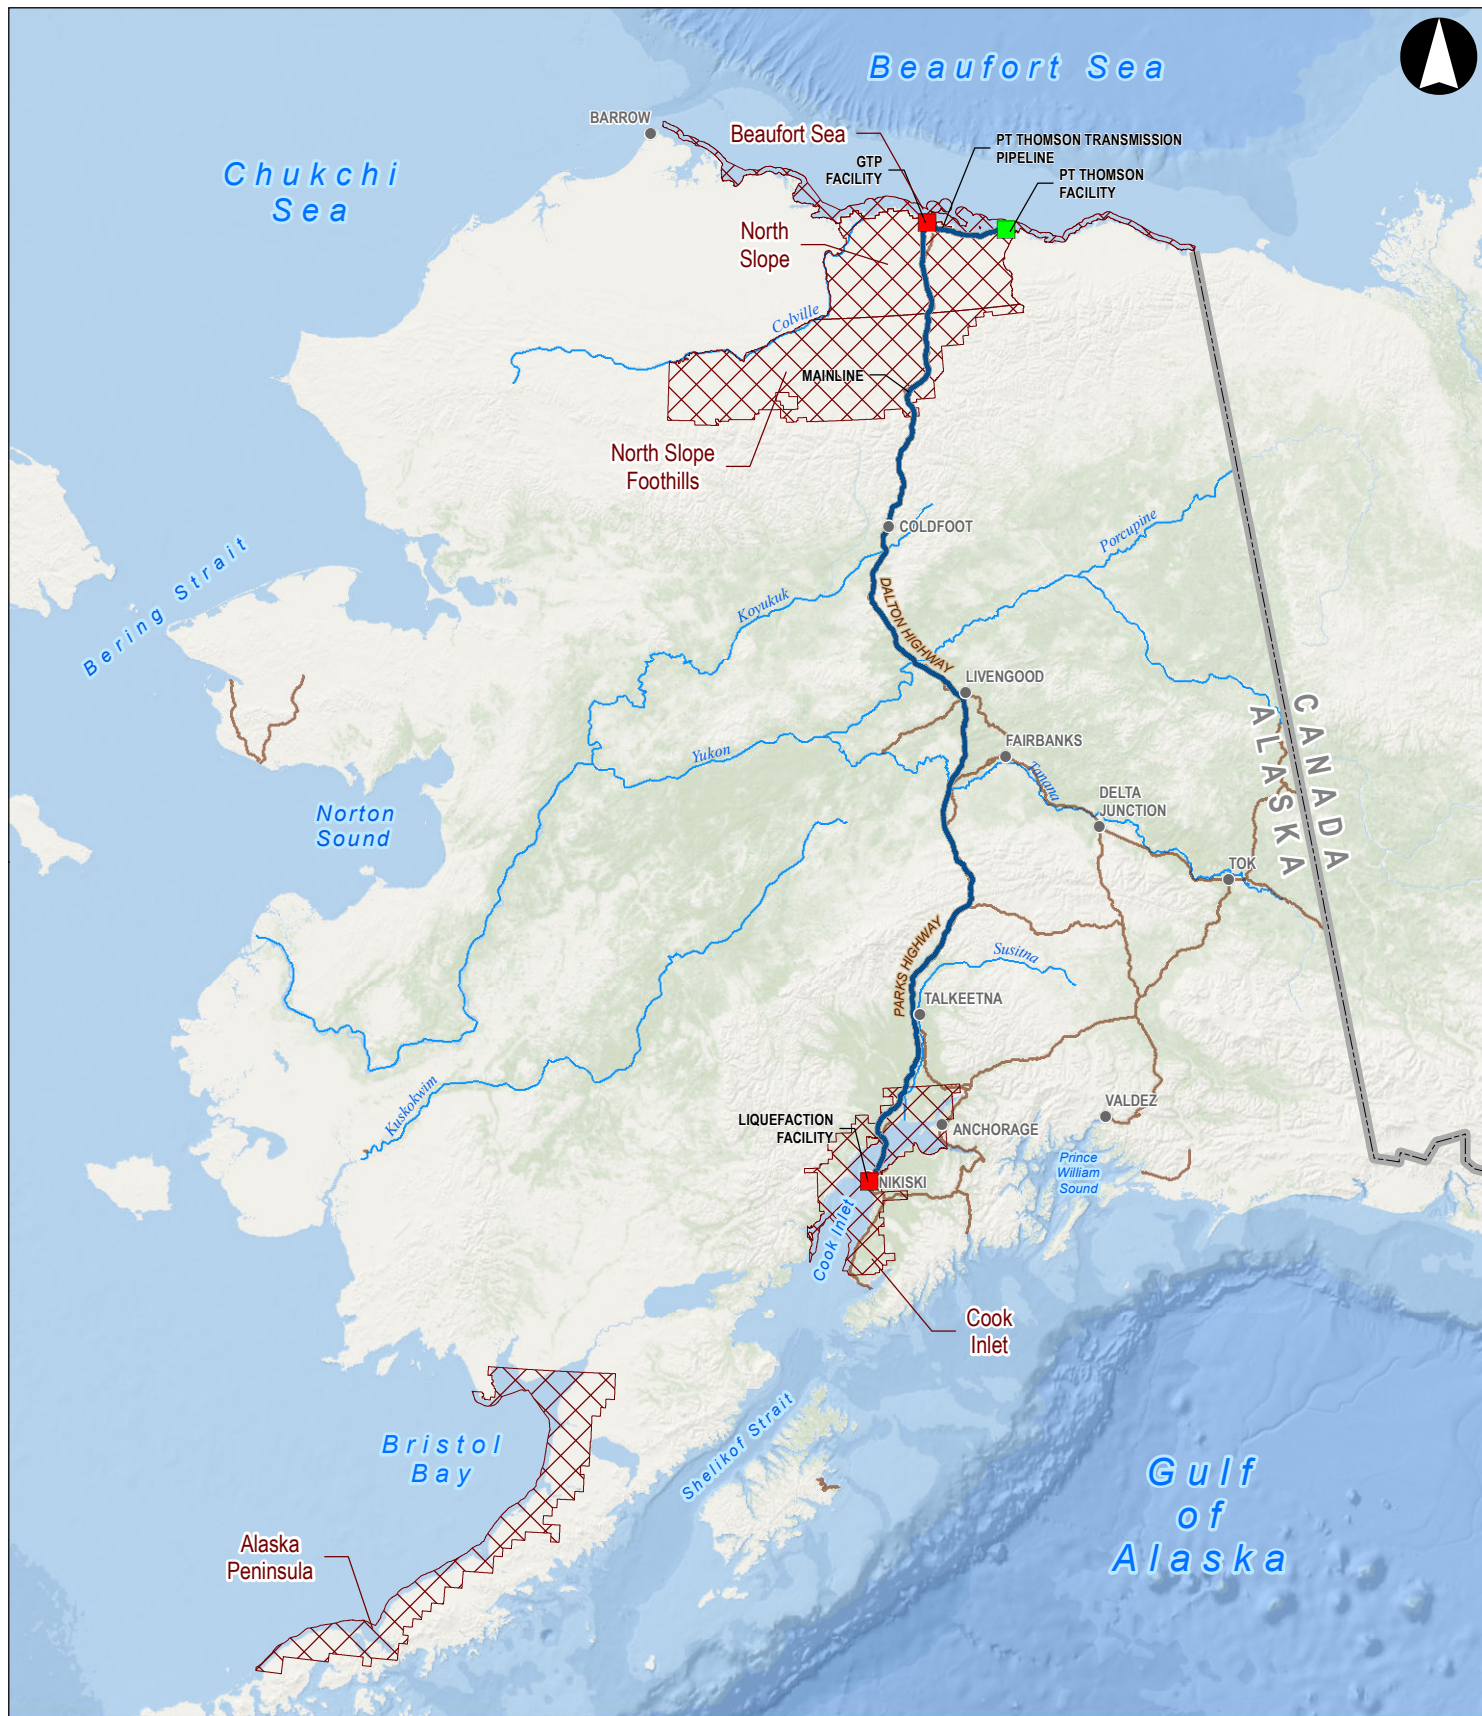 Beaufort Sea
BARROW
Beaufort Sea
PT THOMSON TRANSMISSION
PIPELINE
GTP
FACILITY
PT THOMSON
FACILITY
Chukchi
Sea
North
Slope
Colville
MAINLINE
North Slope
Foothills
COLDFOOT
Porcupine
Bering Strait
Koyukuk
DALTON HIGHWAY
LIVENGOOD
CANADA
ALASKA
Yukon
FAIRBANKS
Tanana
DELTA
JUNCTION
Norton
Sound
TOK
PARKS HIGHWAY
Susitna
TALKEETNA
Kuskokwim
LIQUEFACTION
FACILITY
VALDEZ
ANCHORAGE
Prince
William
Sound
NIKISKI
Cook Inlet
Cook
Inlet
Shelikof Strait
Bristol
Bay
Gulf
of
Alaska
Alaska
Peninsula